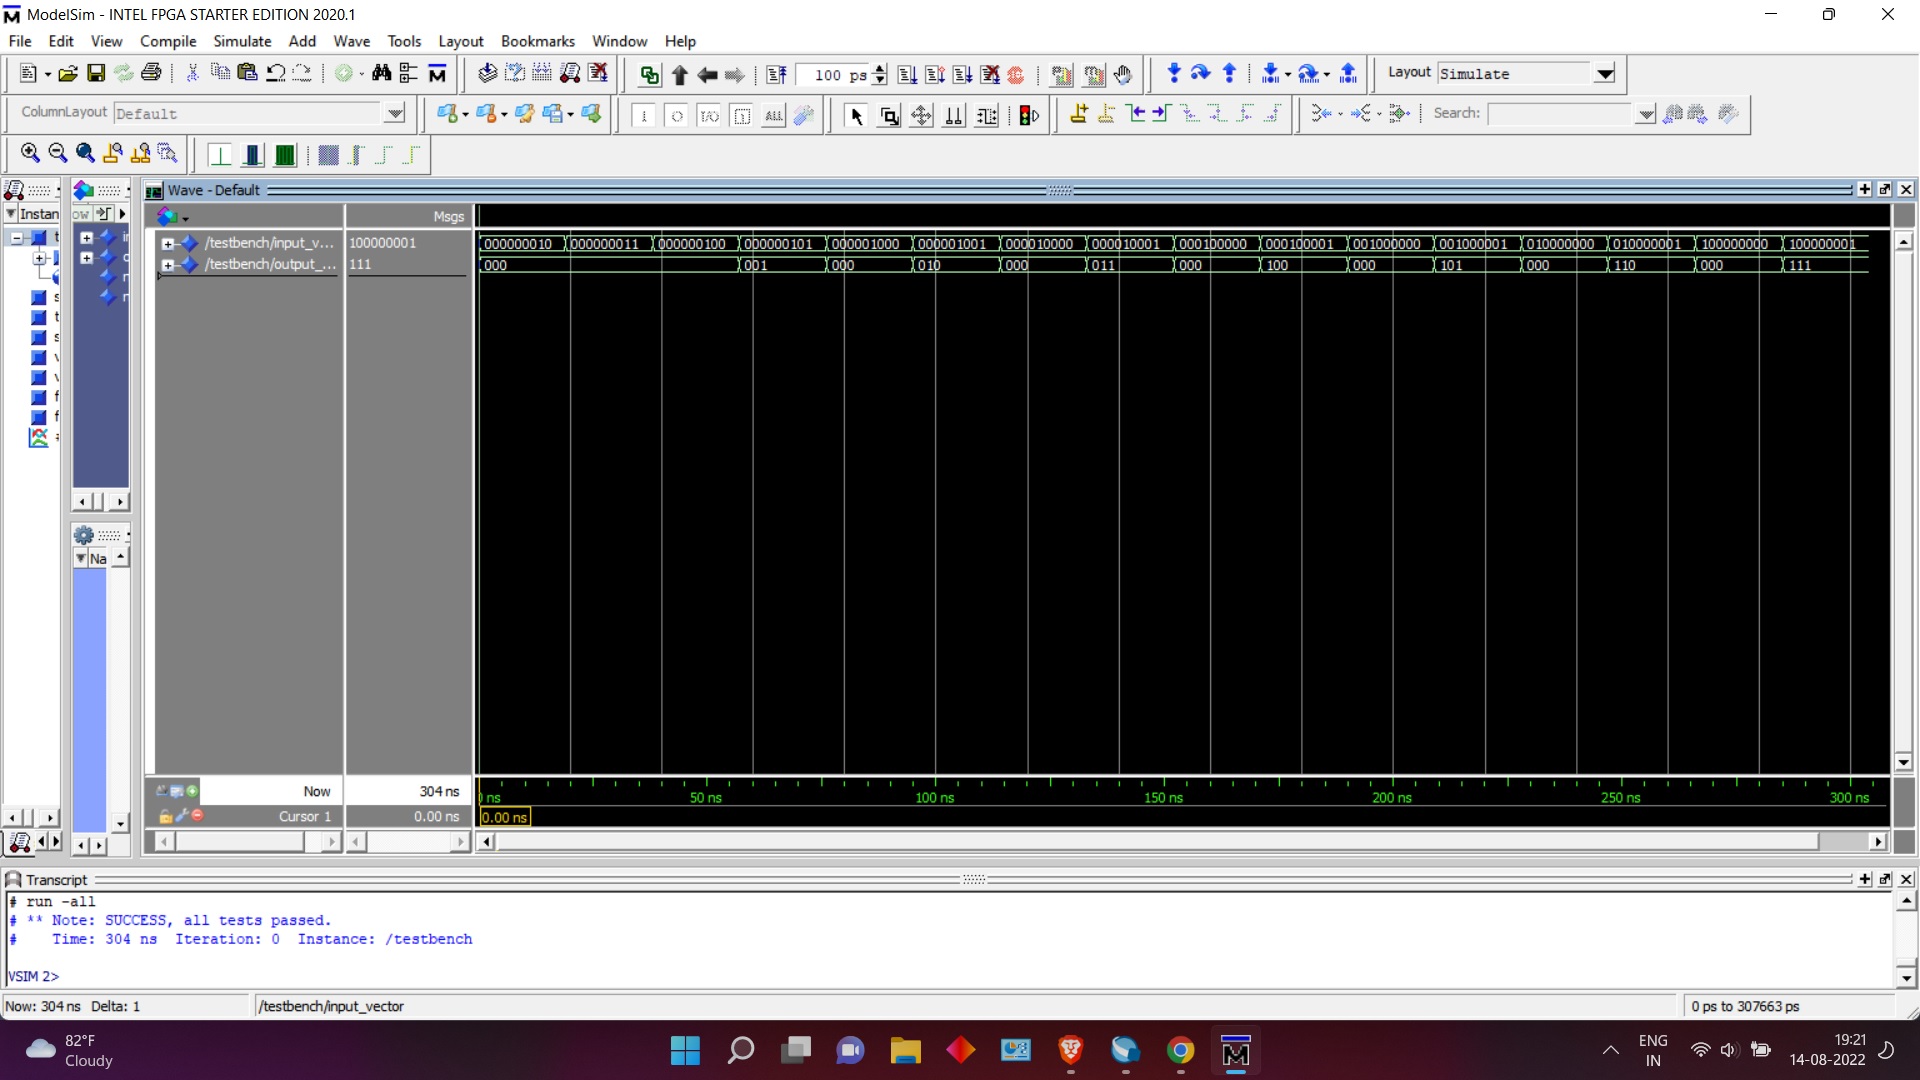 ModelSim - INTEL FPGA STARTER EDITION 2020.1
File Edit View Compile Simulate Add Wave Tools Layout Bookmarks Window Help
100 ps
Layout Simulate
ColumnLayout Default
ALL
Search:
Wave - Default
Instan
Msgs
/testbench/input_v... 100000001 000000010 000000011 000000100 000000101 000001000 000001001 000010000 000010001 000100000 000100001 001000000 001000001 010000000 010000001 100000000 100000001
/testbench/output_... 111 000 001 000 010 000 011 000 100 000 101 000 110 000 111
Na
Now 304 ns
50 ns 100 ns 150 ns 200 ns 250 ns 300 ns
Cursor 1 0.00 ns 0.00 ns
Transcript
# run -all
# ** Note: SUCCESS, all tests passed.
# Time: 304 ns Iteration: 0 Instance: /testbench
VSIM 2>
Now: 304 ns Delta: 1 /testbench/input_vector 0 ps to 307663 ps
82°F
Cloudy
ENG
IN
19:21
14-08-2022